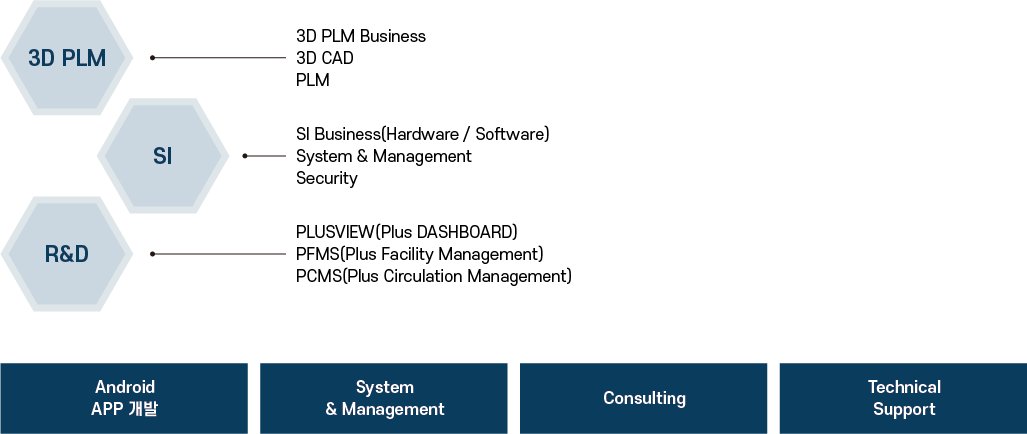 3D PLM
3D PLM Business
3D CAD
PLM
SI
SI Business(Hardware / Software)
System & Management
Security
R&D
PLUSVIEW(Plus DASHBOARD)
PFMS(Plus Facility Management)
PCMS(Plus Circulation Management)
Android
APP 개발
System
& Management
Consulting
Technical
Support